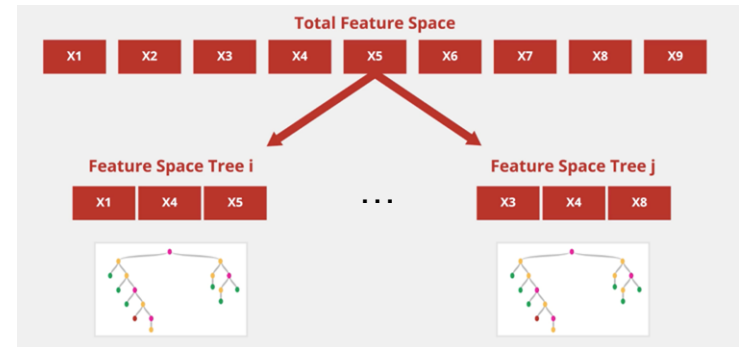 Total Feature Space
X1 X2 X3 X4 X5 X6 X7 X8 X9
Feature Space Tree i
X1 X4 X5
...
Feature Space Tree j
X3 X4 X8